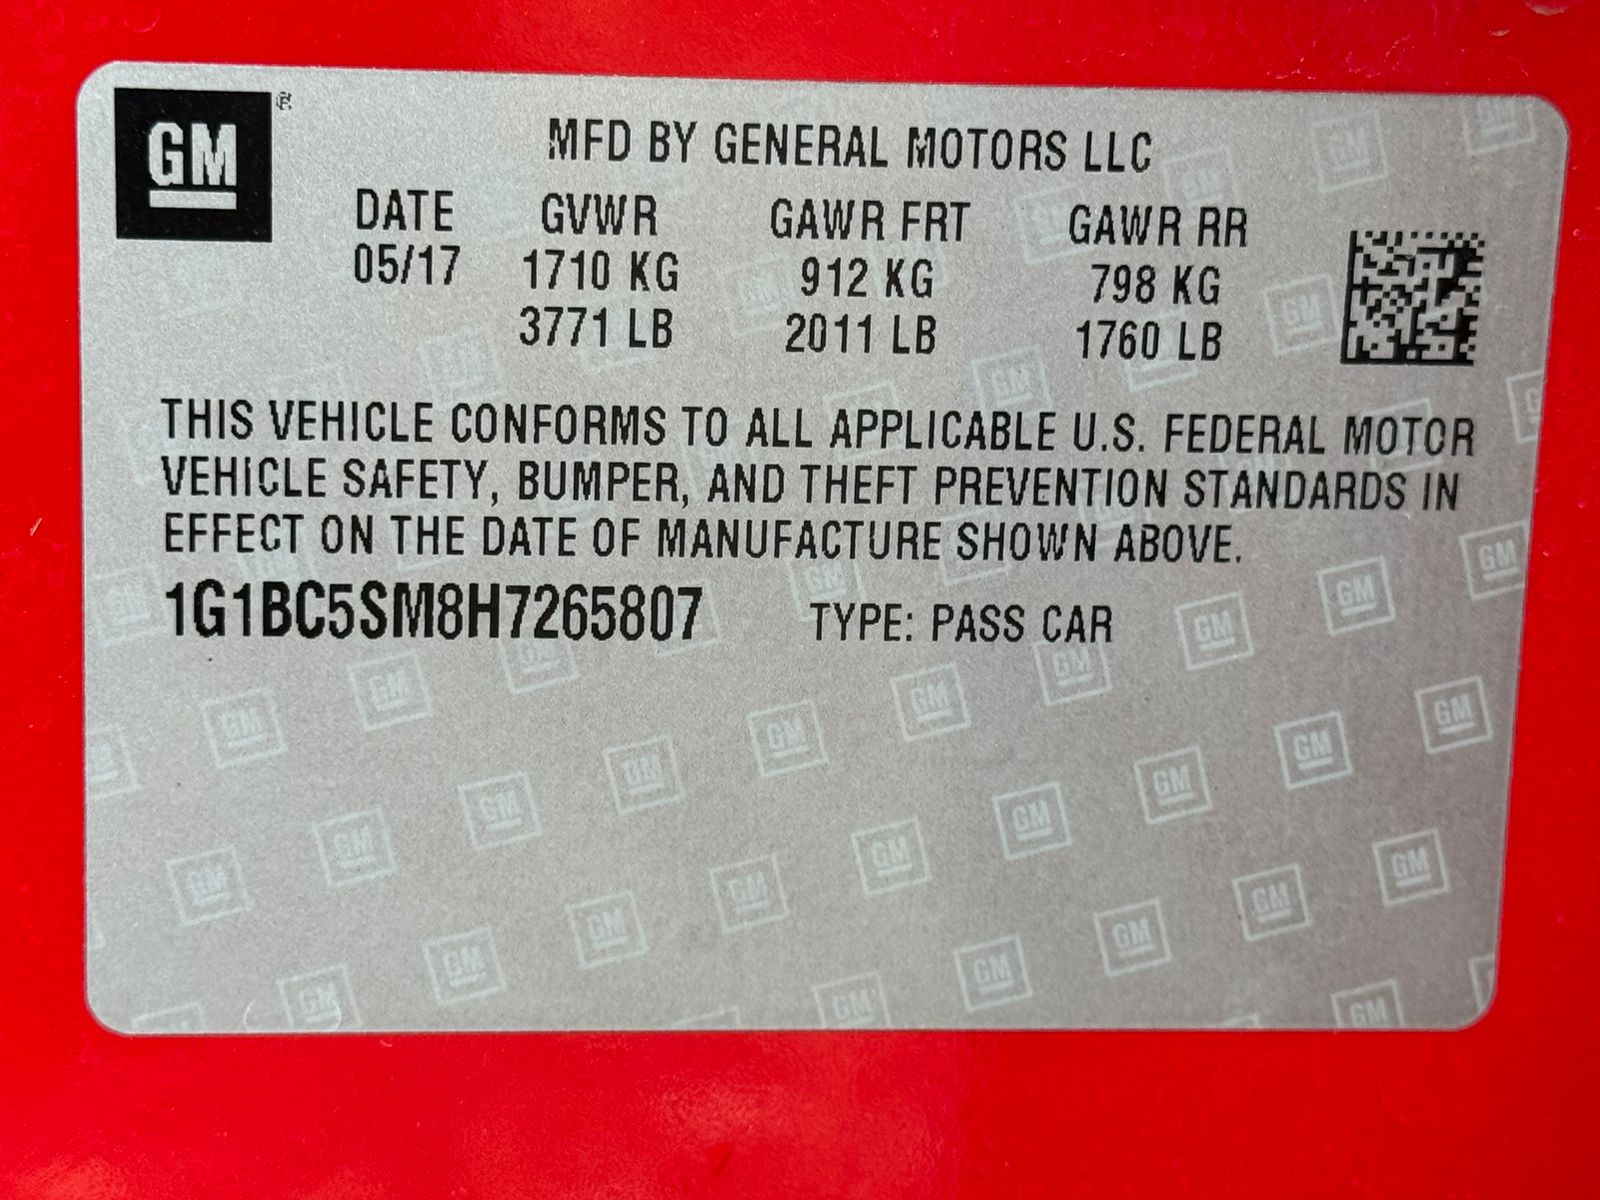 GM®
MFD BY GENERAL MOTORS LLC
DATE GVWR GAWR FRT GAWR RR
05/17 1710 KG 912 KG 798 KG
3771 LB 2011 LB 1760 LB
THIS VEHICLE CONFORMS TO ALL APPLICABLE U.S. FEDERAL MOTOR
VEHICLE SAFETY, BUMPER, AND THEFT PREVENTION STANDARDS IN
EFFECT ON THE DATE OF MANUFACTURE SHOWN ABOVE.
1G1BC5SM8H7265807 TYPE: PASS CAR